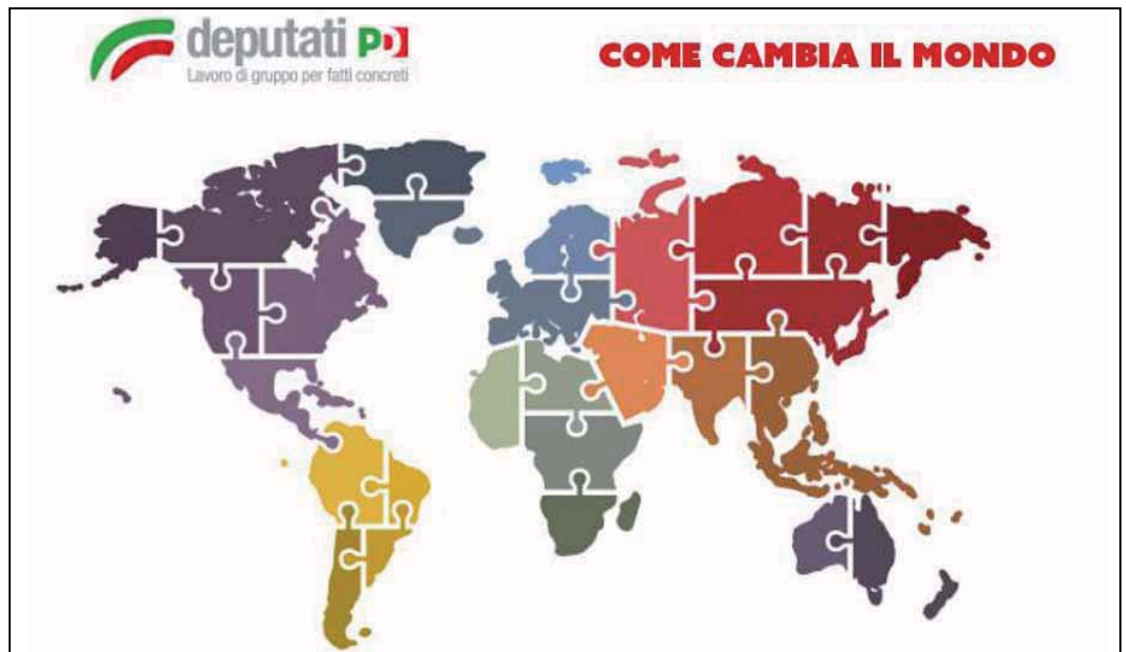 deputati PD
Lavoro di gruppo per fatti concreti
COME CAMBIA IL MONDO